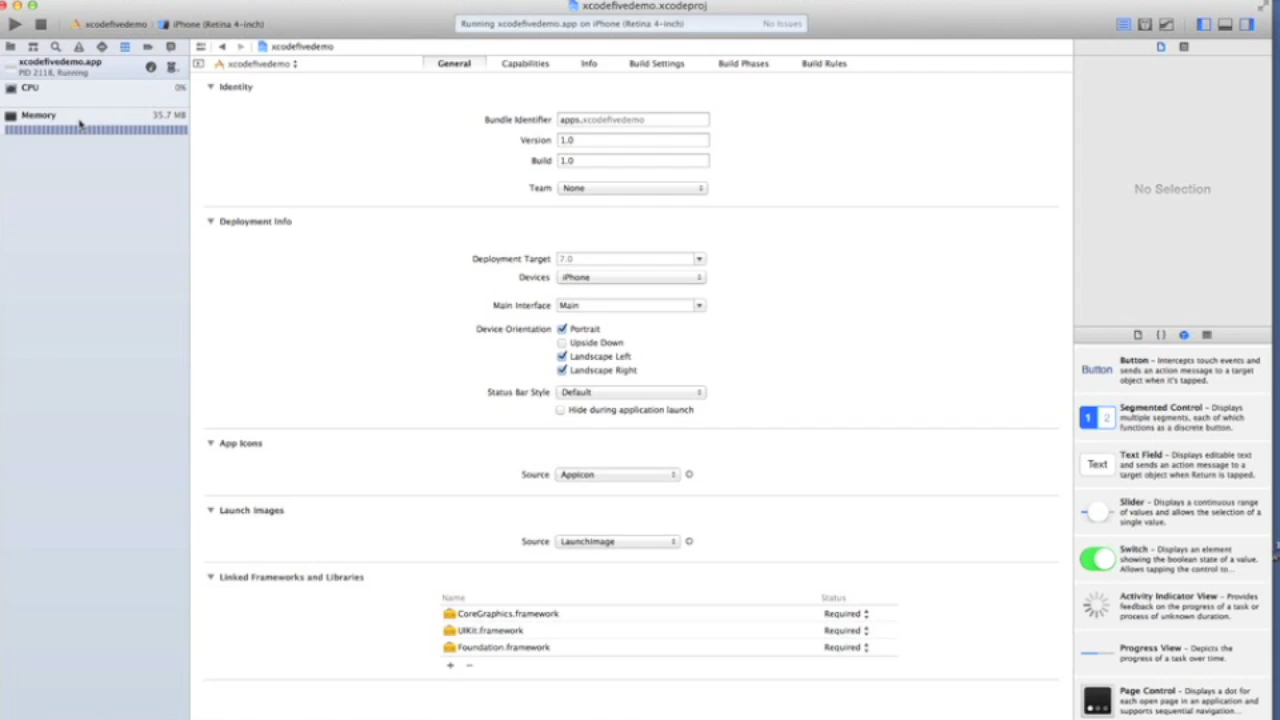 xcodefivedemo.xcodeproj
xcodefivedemo
iPhone (Retina 4-inch)
Running xcodefivedemo.app on iPhone (Retina 4-inch)
No Issues
xcodefivedemo.app
PID 2118, Running
CPU
0%
Memory
35.7 MB
xcodefivedemo
xcodefivedemo
General
Capabilities
Info
Build Settings
Build Phases
Build Rules
Identity
Bundle Identifier
apps.xcodefivedemo
Version
1.0
Build
1.0
Team
None
Deployment Info
Deployment Target
7.0
Devices
iPhone
Main Interface
Main
Device Orientation
Portrait
Upside Down
Landscape Left
Landscape Right
Status Bar Style
Default
Hide during application launch
App Icons
Source
AppIcon
Launch Images
Source
LaunchImage
Linked Frameworks and Libraries
Name
Status
CoreGraphics.framework
Required
UIKit.framework
Required
Foundation.framework
Required
No Selection
Button
Button – Intercepts touch events and
sends an action message to a target
object when it's tapped.
1 2
Segmented Control – Displays
multiple segments, each of which
functions as a discrete button.
Text
Text Field – Displays editable text
and sends an action message to a
target object when Return is tapped.
Slider – Displays a continuous range
of values and allows the selection of a
single value.
Switch – Displays an element
showing the boolean state of a value.
Allows tapping the control to...
Activity Indicator View – Provides
feedback on the progress of a task or
process of unknown duration.
Progress View – Depicts the
progress of a task over time.
Page Control – Displays a dot for
each open page in an application and
supports sequential navigation...